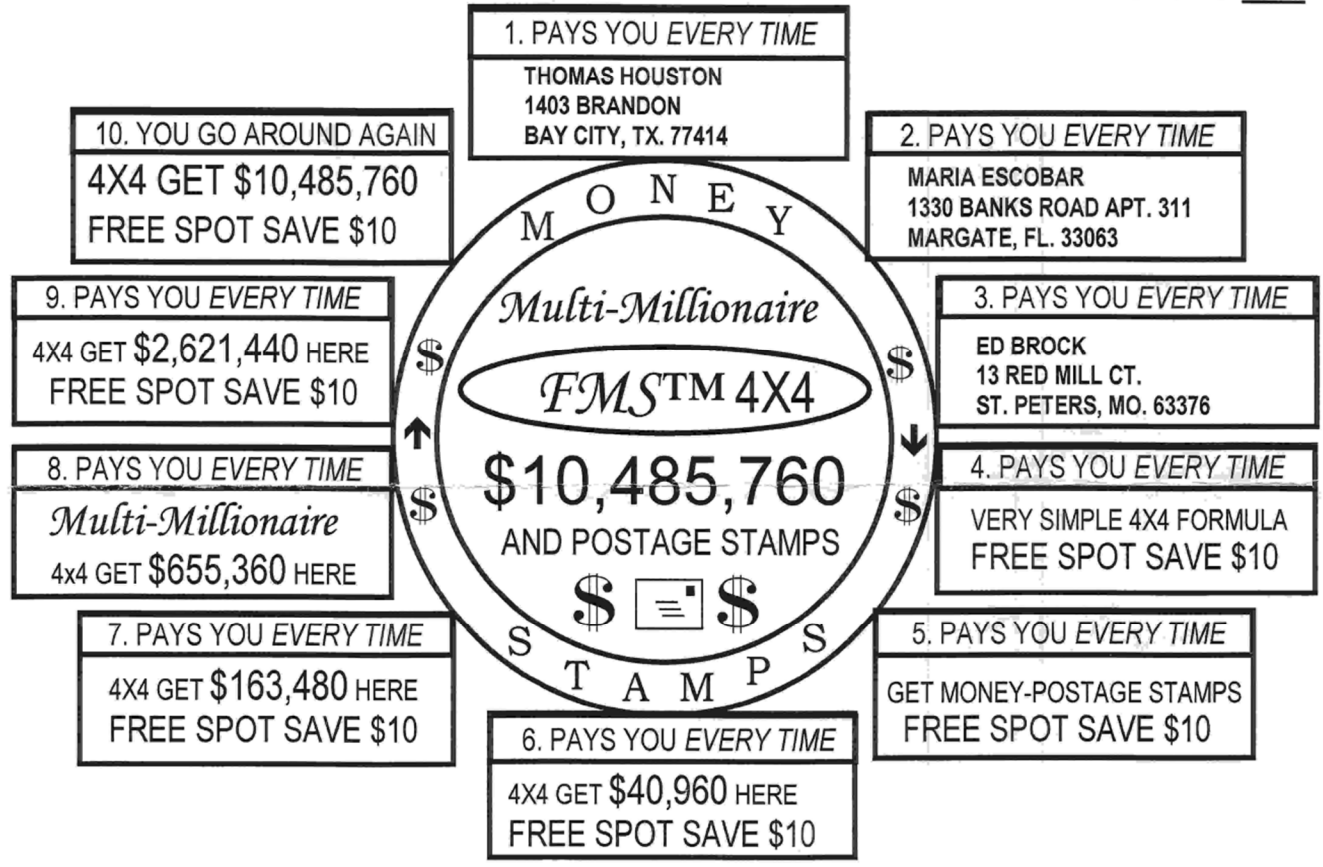 1. PAYS YOU EVERY TIME
THOMAS HOUSTON
1403 BRANDON
BAY CITY, TX. 77414
2. PAYS YOU EVERY TIME
MARIA ESCOBAR
1330 BANKS ROAD APT. 311
MARGATE, FL. 33063
3. PAYS YOU EVERY TIME
ED BROCK
13 RED MILL CT.
ST. PETERS, MO. 63376
4. PAYS YOU EVERY TIME
VERY SIMPLE 4X4 FORMULA
FREE SPOT SAVE $10
5. PAYS YOU EVERY TIME
GET MONEY-POSTAGE STAMPS
FREE SPOT SAVE $10
6. PAYS YOU EVERY TIME
4X4 GET $40,960 HERE
FREE SPOT SAVE $10
7. PAYS YOU EVERY TIME
4X4 GET $163,480 HERE
FREE SPOT SAVE $10
8. PAYS YOU EVERY TIME
Multi-Millionaire
4x4 GET $655,360 HERE
9. PAYS YOU EVERY TIME
4X4 GET $2,621,440 HERE
FREE SPOT SAVE $10
10. YOU GO AROUND AGAIN
4X4 GET $10,485,760
FREE SPOT SAVE $10
MONEY
$ $
$ $
STAMPS
Multi-Millionaire
FMS™ 4X4
$10,485,760
AND POSTAGE STAMPS
$ $